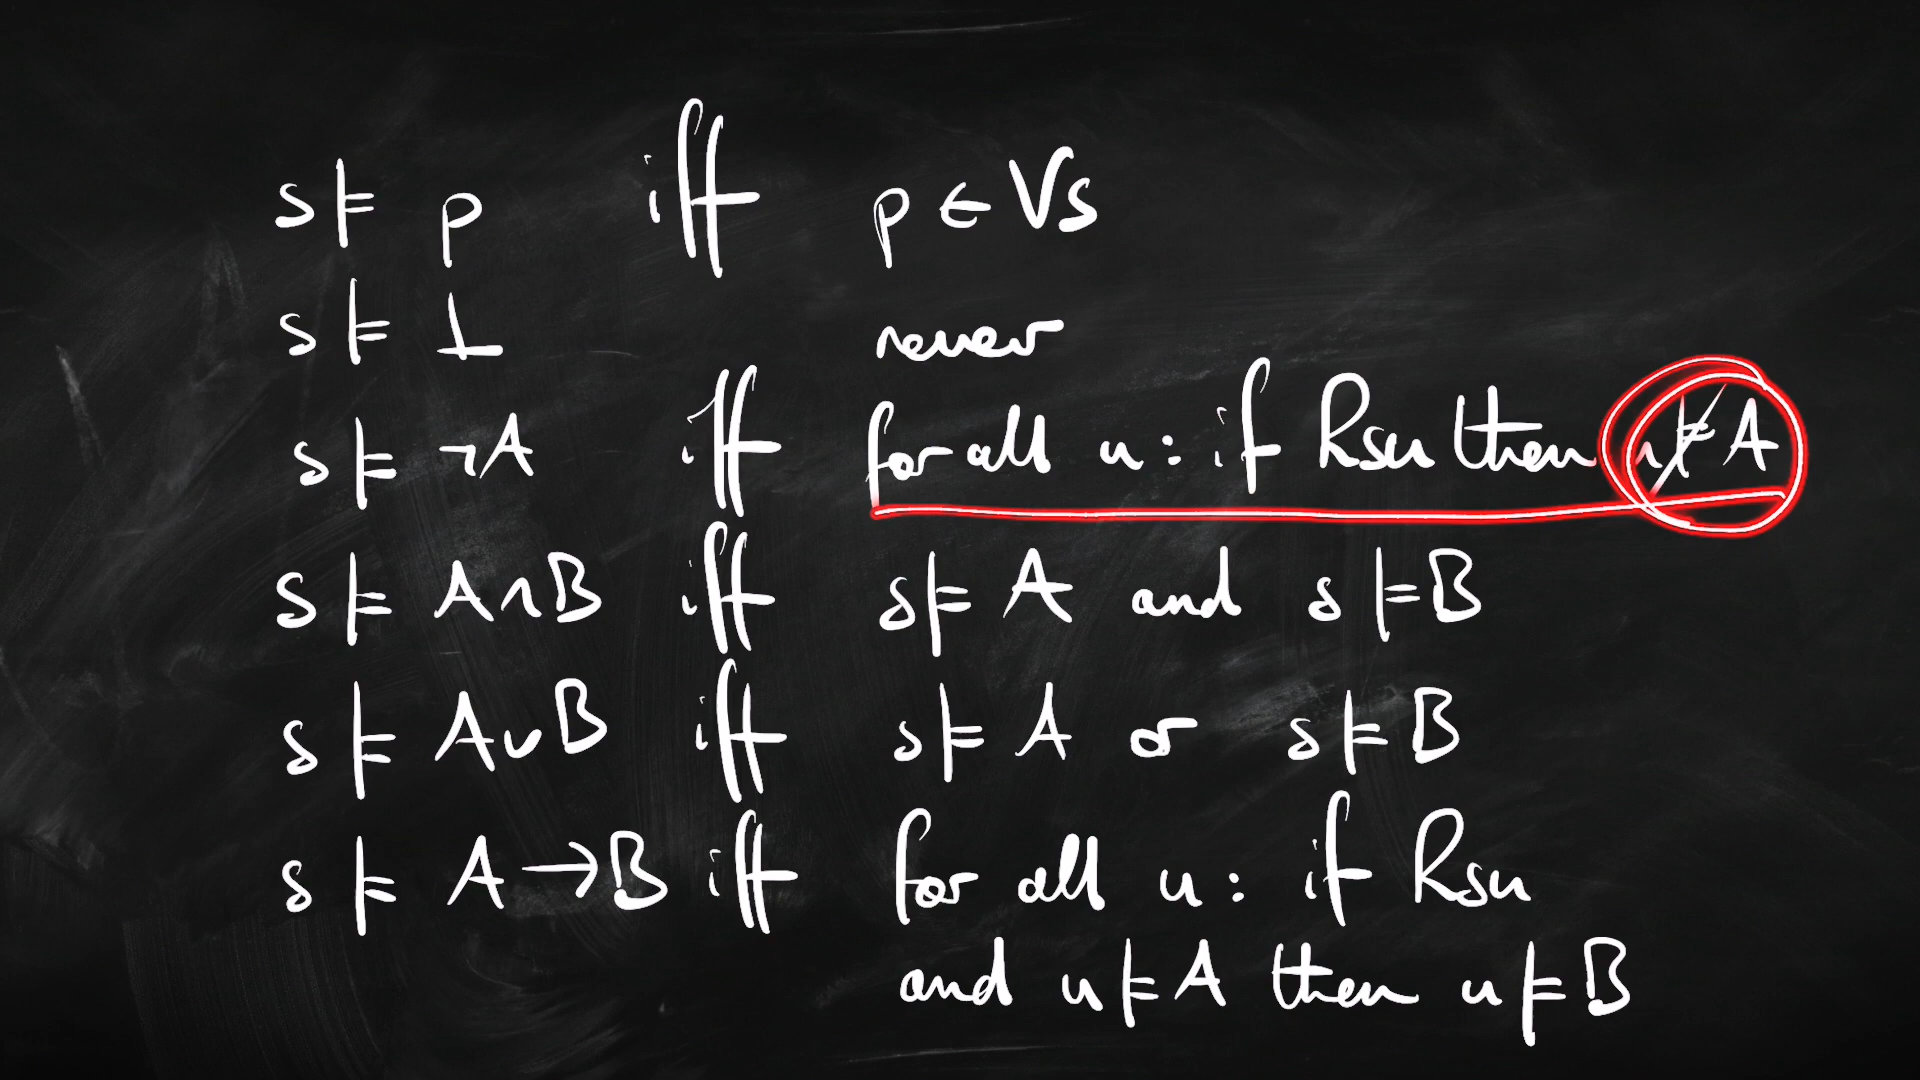 s ⊨ p iff p ∈ Vs
s ⊨ ⊥ never
s ⊨ ¬A iff for all u: if Rsu then u ⊭ A
s ⊨ A∧B iff s ⊨ A and s ⊨ B
s ⊨ A∨B iff s ⊨ A or s ⊨ B
s ⊨ A→B iff for all u: if Rsu
and u ⊨ A then u ⊨ B